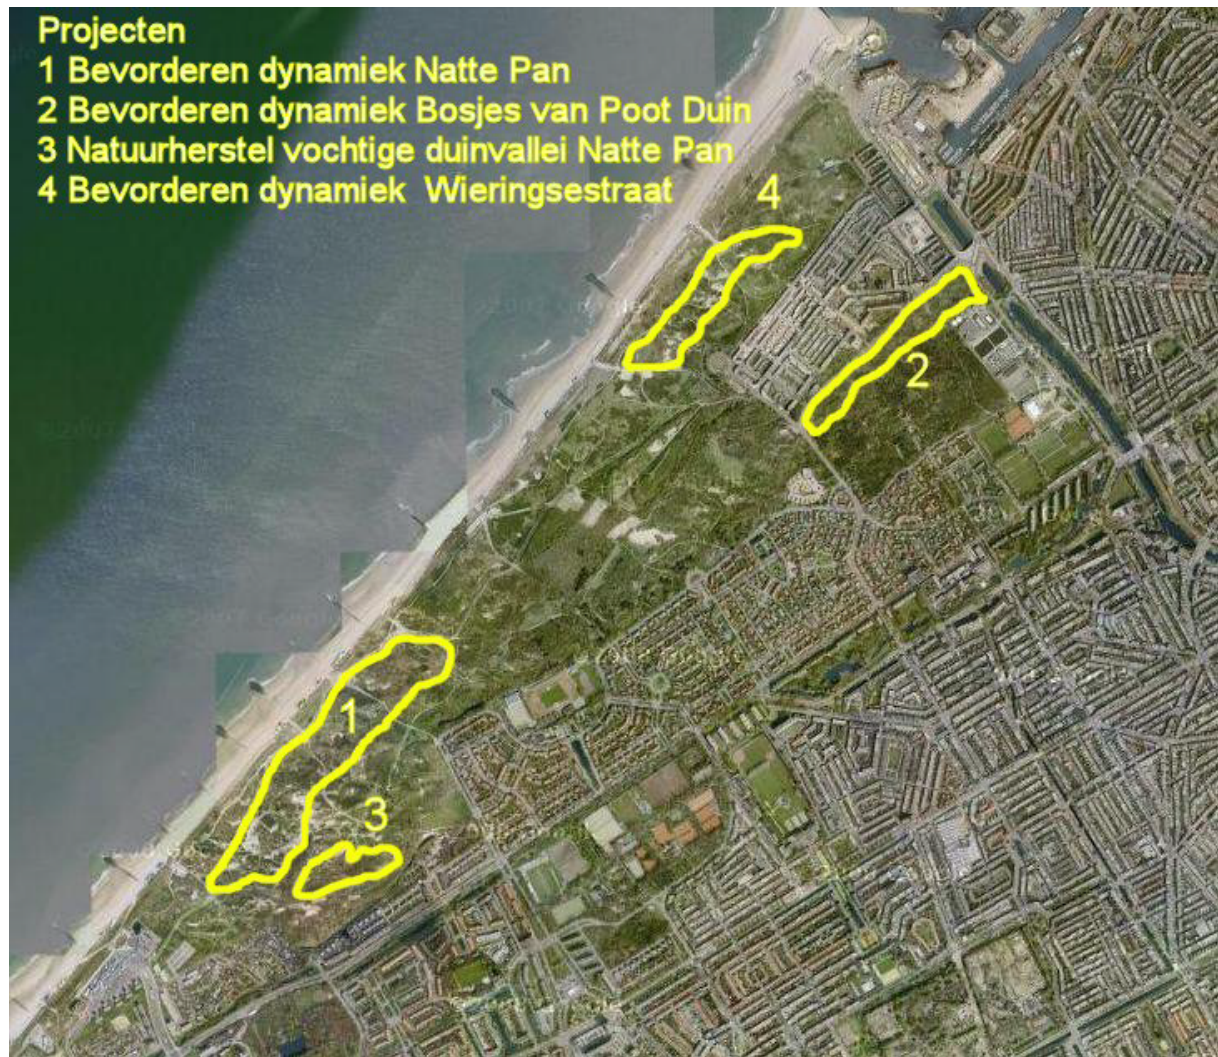 Projecten
1 Bevorderen dynamiek Natte Pan
2 Bevorderen dynamiek Bosjes van Poot Duin
3 Natuurherstel vochtige duinvallei Natte Pan
4 Bevorderen dynamiek  Wieringsestraat
4
2
1
3